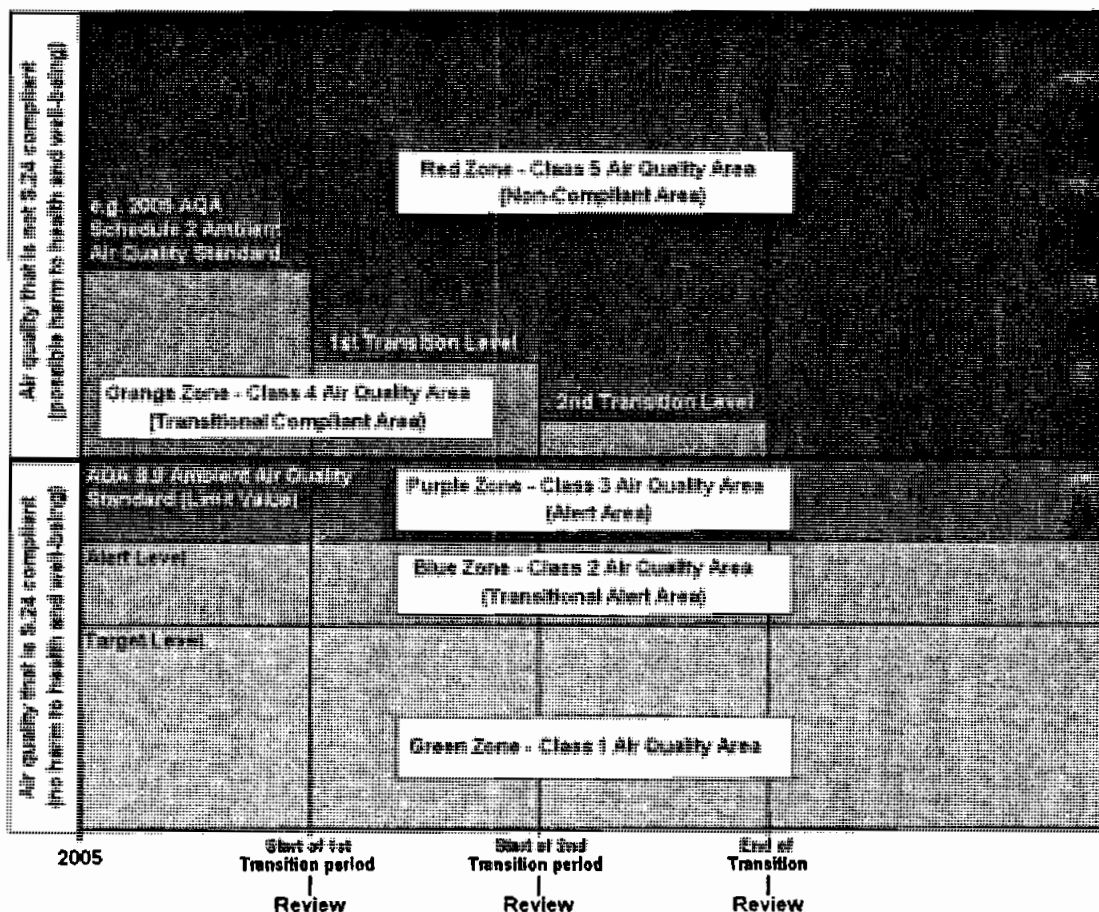 Air quality that is not S.24 compliant
(possible harm to health and well-being)
Red Zone - Class 5 Air Quality Area
(Non-Compliant Area)
e.g. 2005 AQA
Schedule 2 Ambient
Air Quality Standard
1st Transition Level
Orange Zone - Class 4 Air Quality Area
(Transitional Compliant Area)
2nd Transition Level
Air quality that is S.24 compliant
(no harm to health and well-being)
Ambient Air Quality
Standard (Limit Value)
Purple Zone - Class 3 Air Quality Area
(Alert Area)
Alert Level
Blue Zone - Class 2 Air Quality Area
(Transitional Alert Area)
Target Level
Green Zone - Class 1 Air Quality Area
2005
Start of 1st
Transition period
Review
Start of 2nd
Transition period
Review
End of
Transition
Review